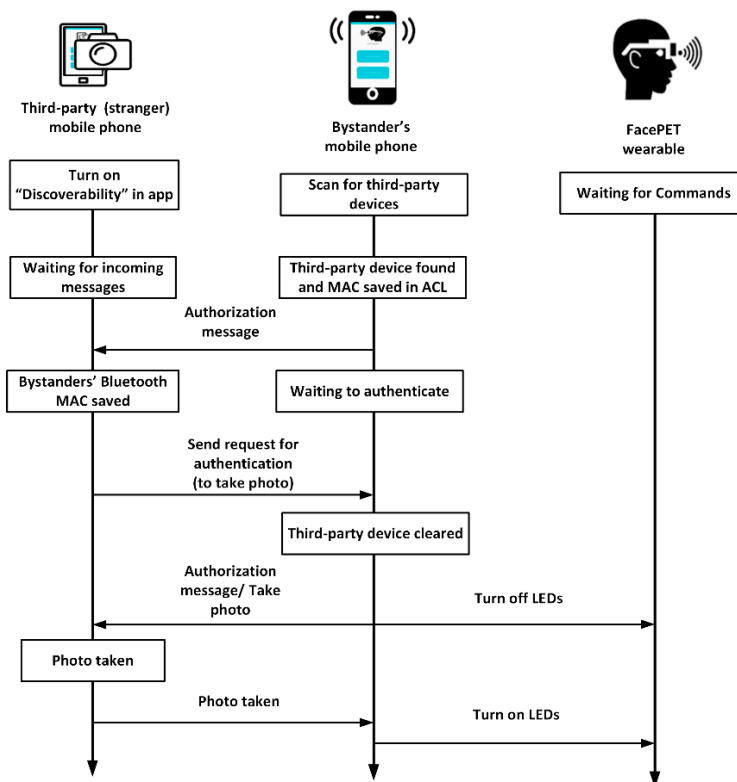 Third-party (stranger)
mobile phone
Bystander's
mobile phone
FacePET
wearable
Turn on
“Discoverability” in app
Scan for third-party
devices
Waiting for Commands
Waiting for incoming
messages
Third-party device found
and MAC saved in ACL
Authorization
message
Bystanders' Bluetooth
MAC saved
Waiting to authenticate
Send request for
authentication
(to take photo)
Third-party device cleared
Authorization
message/ Take
photo
Turn off LEDs
Photo taken
Photo taken
Turn on LEDs